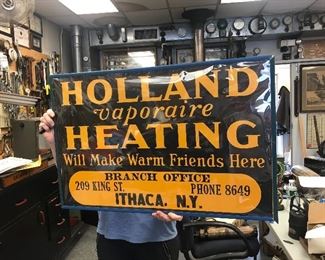 HOLLAND
vaporaire
HEATING
Will Make Warm Friends Here
BRANCH OFFICE
209 KING ST. PHONE 8649
ITHACA. N.Y.